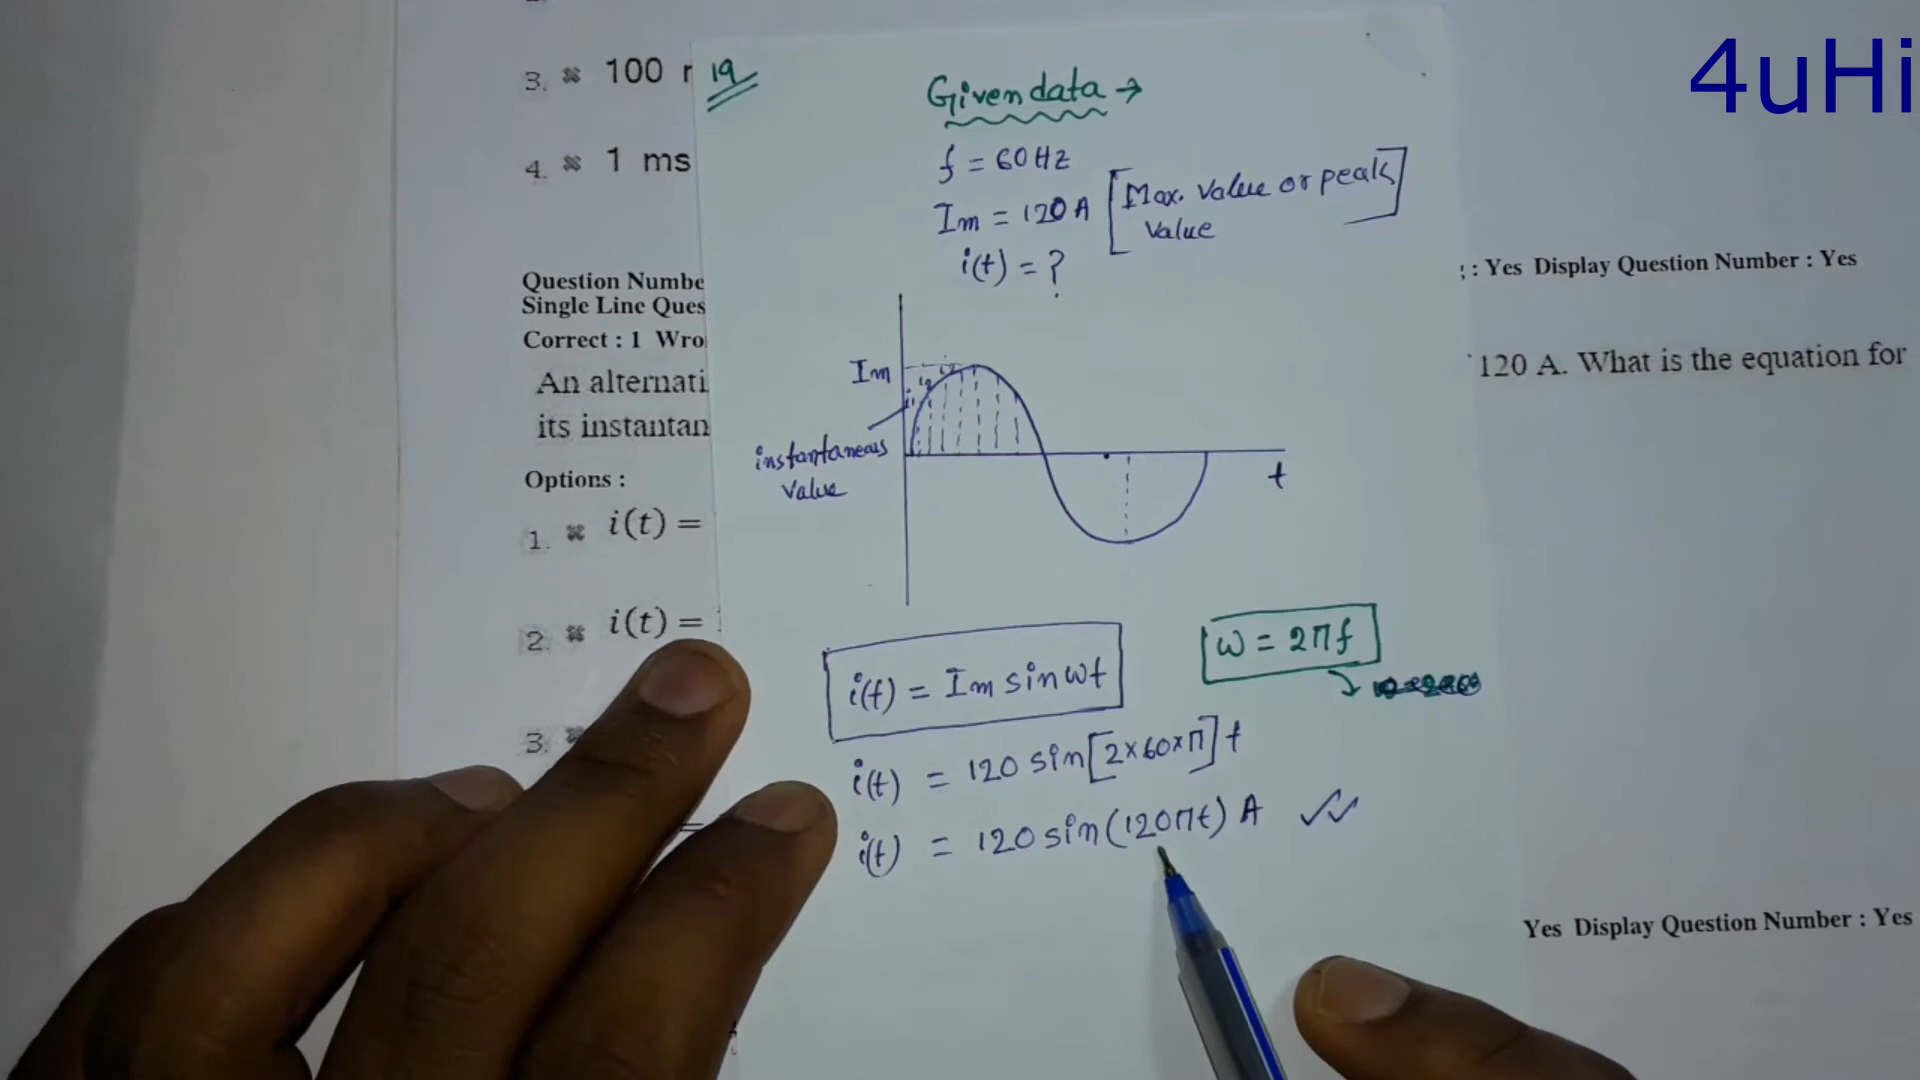 4uHi
3. 100
4. 1 ms
19
Given data →
f = 60 Hz
Im = 120 A [Max. value or peak value]
i(t) = ?
Question Numbe
Single Line Ques
Correct : 1 Wro
: Yes Display Question Number : Yes
An alternati
120 A. What is the equation for
its instantan
Options :
1. i(t) =
2. i(t) =
3.
=
Im
i1 i2 i3
instantaneous
value
t
i(t) = Im sin ωt
ω = 2πf
i(t) = 120 sin [2×60×π] t
i(t) = 120 sin (120πt) A
Yes Display Question Number : Yes